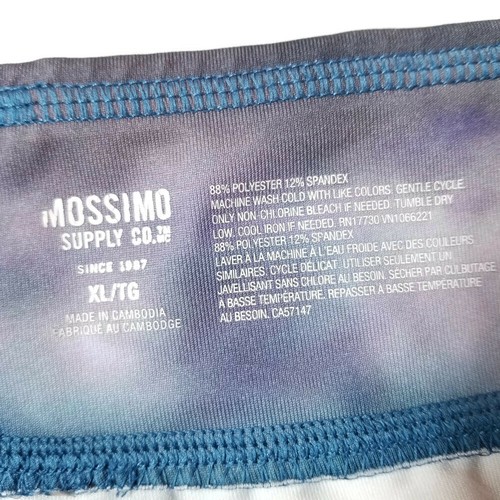 MOSSIMO
SUPPLY CO.
SINCE 1987
XL/TG
MADE IN CAMBODIA
FABRIQUÉ AU CAMBODGE
88% POLYESTER 12% SPANDEX
MACHINE WASH COLD WITH LIKE COLORS. GENTLE CYCLE.
ONLY NON-CHLORINE BLEACH IF NEEDED. TUMBLE DRY
LOW. COOL IRON IF NEEDED. RN17730 VN1066221
88% POLYESTER 12% SPANDEX
LAVER À LA MACHINE À L'EAU FROIDE AVEC DES COULEURS
SIMILAIRES. CYCLE DÉLICAT. UTILISER SEULEMENT UN
JAVELLISANT SANS CHLORE AU BESOIN. SÉCHER PAR CULBUTAGE
À BASSE TEMPÉRATURE. REPASSER À BASSE TEMPÉRATURE
AU BESOIN. CA57147